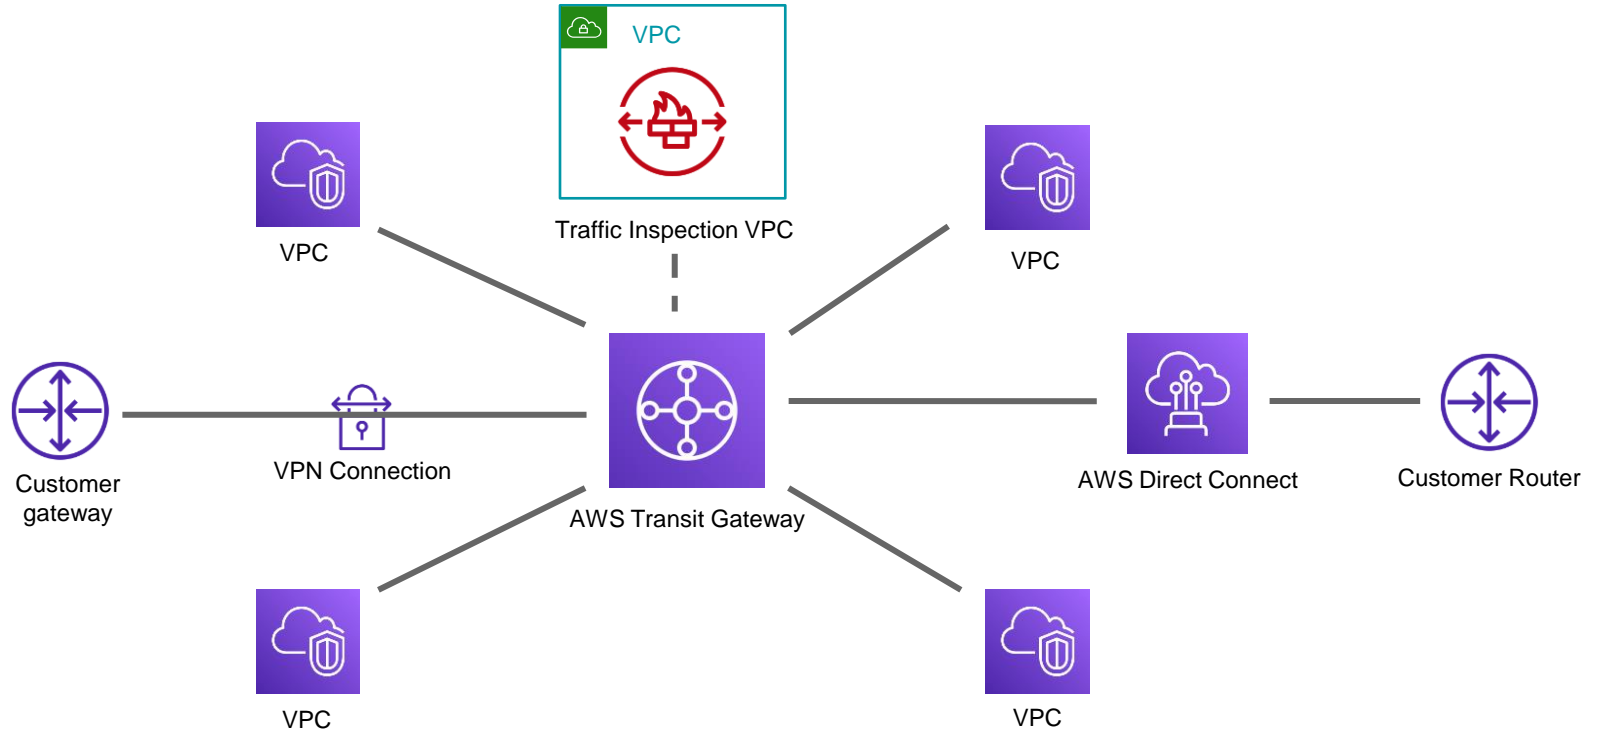 VPC
Traffic Inspection VPC
VPC
VPC
Customer
gateway
VPN Connection
AWS Transit Gateway
AWS Direct Connect
Customer Router
VPC
VPC